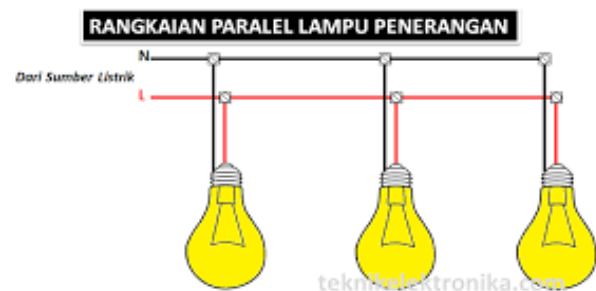 RANGKAIAN PARALEL LAMPU PENERANGAN
N
Dari Sumber Listrik
L
teknikelektronika.com